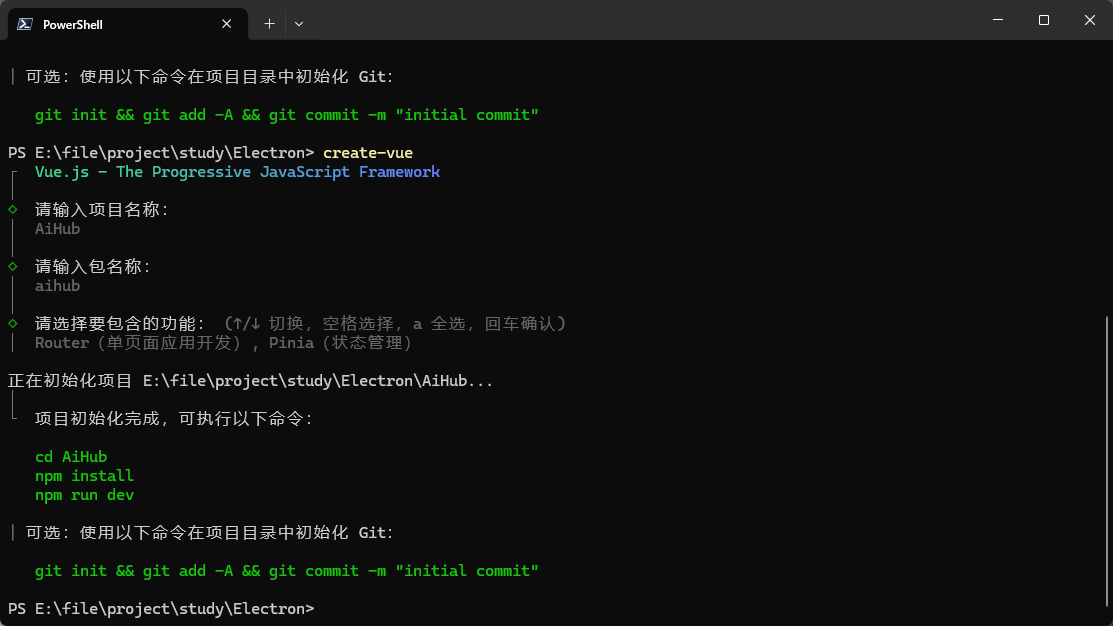 PowerShell
可选：使用以下命令在项目目录中初始化 Git：
git init && git add -A && git commit -m "initial commit"
PS E:\file\project\study\Electron> create-vue
Vue.js - The Progressive JavaScript Framework
请输入项目名称：
AiHub
请输入包名称：
aihub
请选择要包含的功能： (↑/↓ 切换，空格选择，a 全选，回车确认)
Router（单页面应用开发）, Pinia（状态管理）
正在初始化项目 E:\file\project\study\Electron\AiHub...
项目初始化完成，可执行以下命令：
cd AiHub
npm install
npm run dev
可选：使用以下命令在项目目录中初始化 Git：
git init && git add -A && git commit -m "initial commit"
PS E:\file\project\study\Electron>